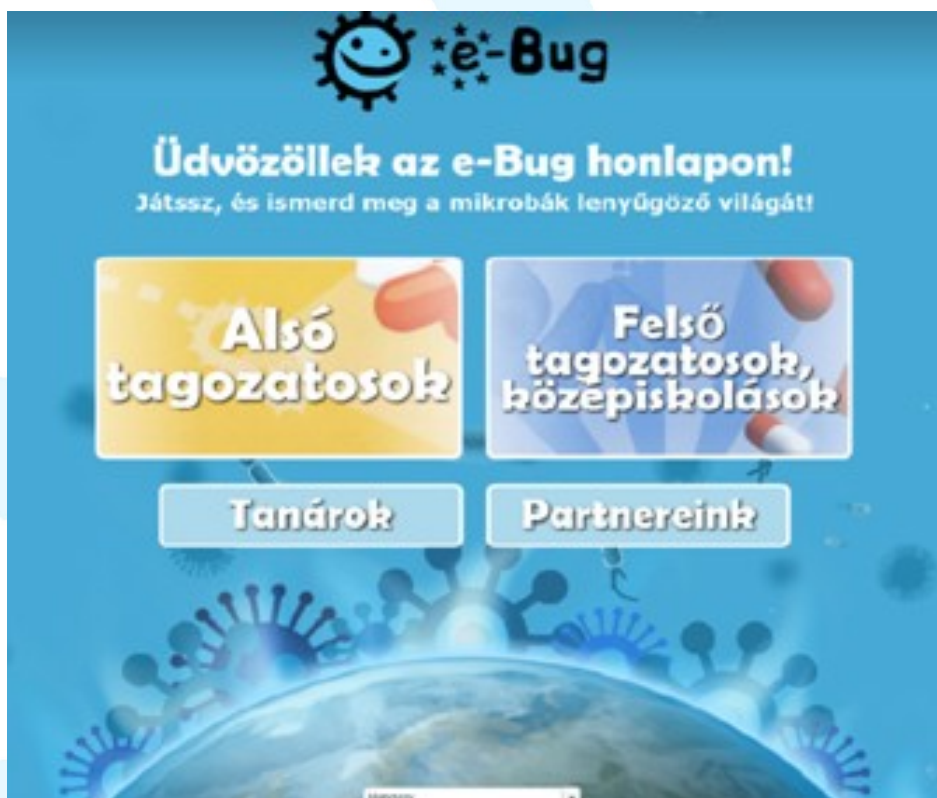 e-Bug
Üdvözöllek az e-Bug honlapon!
Játssz, és ismerd meg a mikrobák lenyűgöző világát!
Alsó
tagozatosok
Felső
tagozatosok,
középiskolások
Tanárok
Partnereink